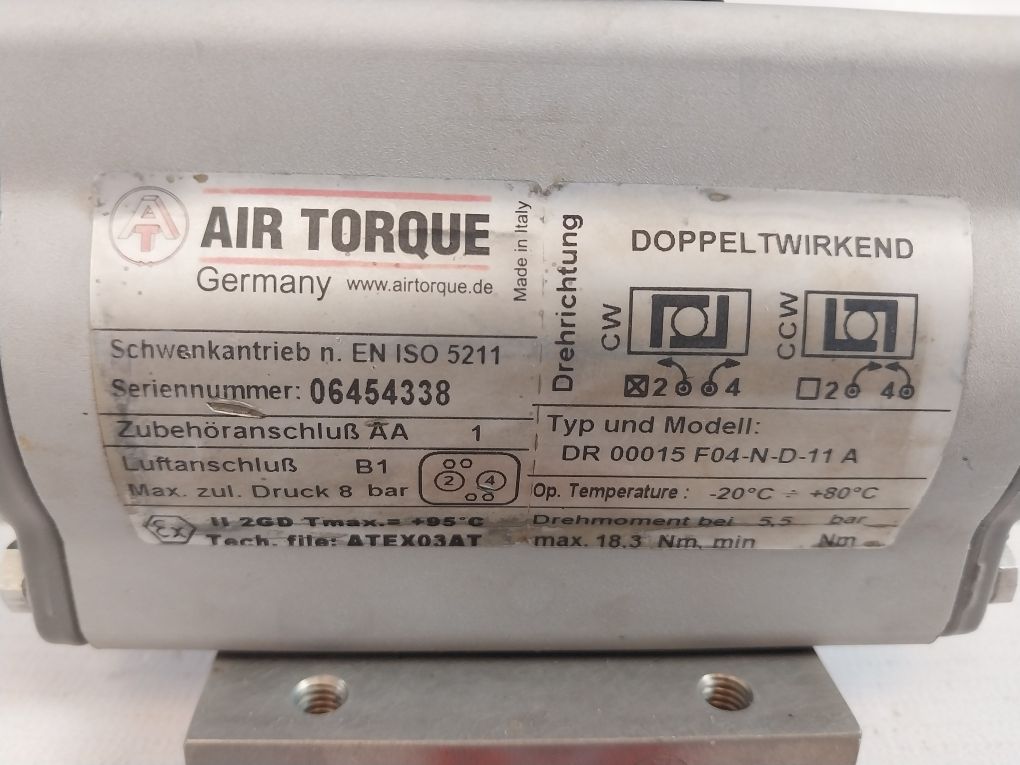 AT
AIR TORQUE
Germany www.airtorque.de
Made in Italy
Schwenkantrieb n. EN ISO 5211
Seriennummer: 06454338
Zubehöranschluß AA 1
Luftanschluß B1
Max. zul. Druck 8 bar
2 4
Ex II 2GD Tmax.= +95°C
Tech. file: ATEX03AT
Drehrichtung
DOPPELTWIRKEND
CW
CCW
☒ 2 4
☐ 2 4
Typ und Modell:
DR 00015 F04-N-D-11 A
Op. Temperature: -20°C ÷ +80°C
Drehmoment bei 5,5 bar
max. 18,3 Nm, min Nm